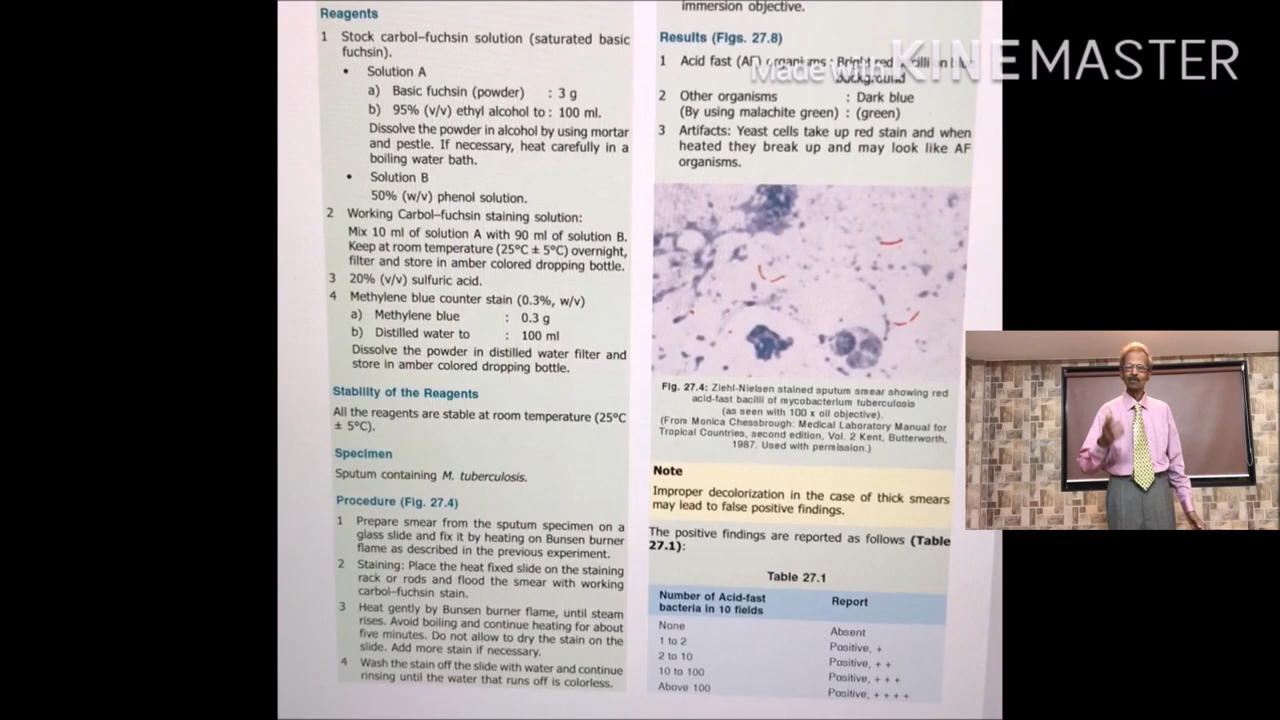 Reagents
1 Stock carbol-fuchsin solution (saturated basic
fuchsin).
• Solution A
a) Basic fuchsin (powder) : 3 g
b) 95% (v/v) ethyl alcohol to : 100 ml.
Dissolve the powder in alcohol by using mortar
and pestle. If necessary, heat carefully in a
boiling water bath.
• Solution B
50% (w/v) phenol solution.
2 Working Carbol-fuchsin staining solution:
Mix 10 ml of solution A with 90 ml of solution B.
Keep at room temperature (25°C ± 5°C) overnight,
filter and store in amber colored dropping bottle.
3 20% (v/v) sulfuric acid.
4 Methylene blue counter stain (0.3%, w/v)
a) Methylene blue : 0.3 g
b) Distilled water to : 100 ml
Dissolve the powder in distilled water filter and
store in amber colored dropping bottle.
Stability of the Reagents
All the reagents are stable at room temperature (25°C
± 5°C).
Specimen
Sputum containing M. tuberculosis.
Procedure (Fig. 27.4)
1 Prepare smear from the sputum specimen on a
glass slide and fix it by heating on Bunsen burner
flame as described in the previous experiment.
2 Staining: Place the heat fixed slide on the staining
rack or rods and flood the smear with working
carbol-fuchsin stain.
3 Heat gently by Bunsen burner flame, until steam
rises. Avoid boiling and continue heating for about
five minutes. Do not allow to dry the stain on the
slide. Add more stain if necessary.
4 Wash the stain off the slide with water and continue
rinsing until the water that runs off is colorless.
immersion objective.
Results (Figs. 27.8)
1 Acid fast (AF) organisms : Bright red
background
Made with KINEMASTER
2 Other organisms : Dark blue
(By using malachite green) : (green)
3 Artifacts: Yeast cells take up red stain and when
heated they break up and may look like AF
organisms.
Fig. 27.4: Ziehl-Nielsen stained sputum smear showing red
acid-fast bacilli of mycobacterium tuberculosis
(as seen with 100 x oil objective).
(From Monica Chessbrough: Medical Laboratory Manual for
Tropical Countries, second edition, Vol. 2 Kent, Butterworth,
1987. Used with permission.)
Note
Improper decolorization in the case of thick smears
may lead to false positive findings.
The positive findings are reported as follows (Table
27.1):
Table 27.1
Number of Acid-fast
bacteria in 10 fields Report
None Absent
1 to 2 Positive, +
2 to 10 Positive, + +
10 to 100 Positive, + + +
Above 100 Positive, + + + +